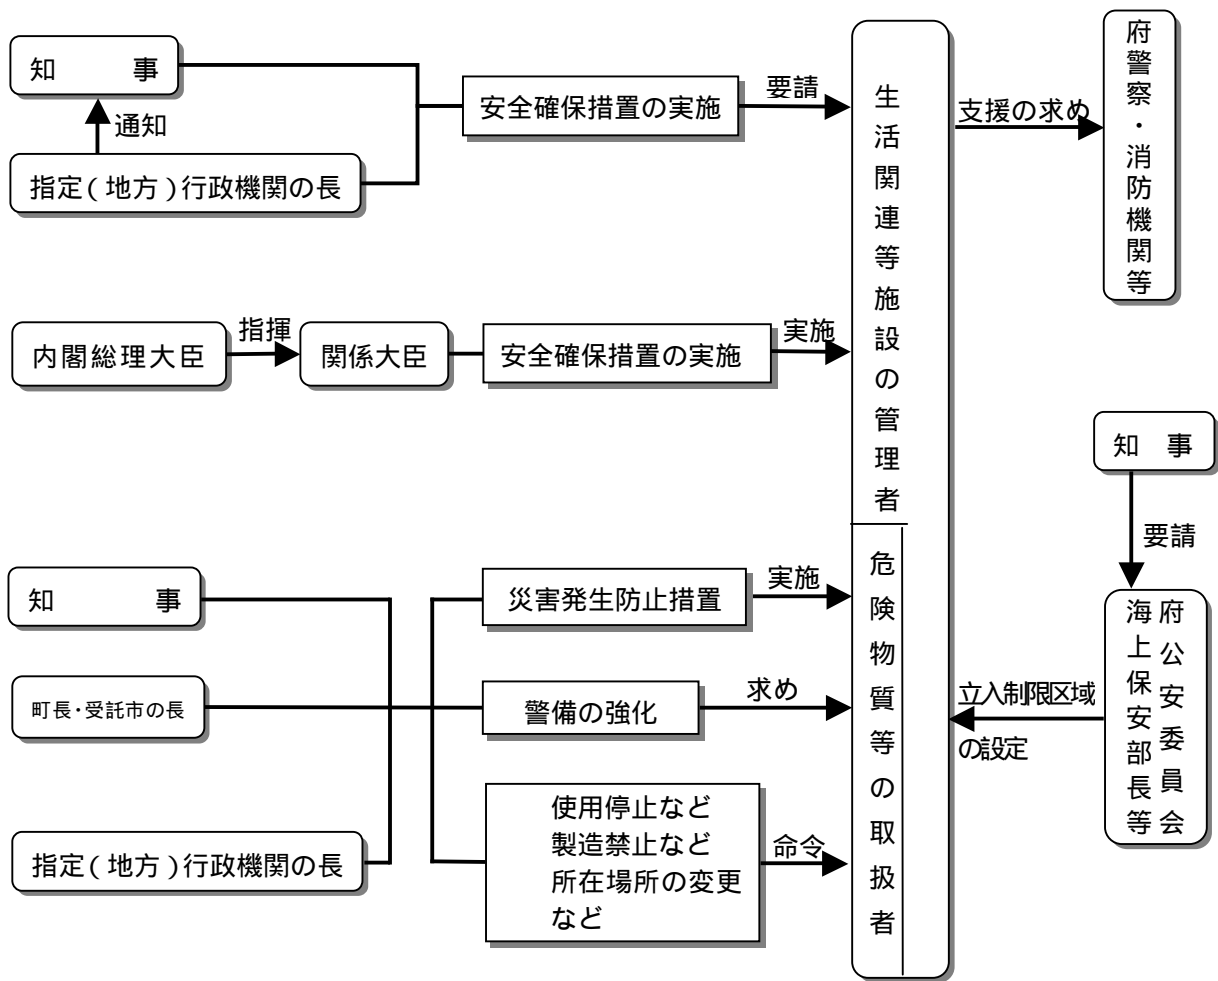 知 事
通知
指定(地方)行政機関の長
安全確保措置の実施
要請
内閣総理大臣
指揮
関係大臣
安全確保措置の実施
実施
知 事
町長・受託市の長
指定(地方)行政機関の長
災害発生防止措置
実施
警備の強化
求め
使用停止など
製造禁止など
所在場所の変更
など
命令
生活関連等施設の管理者
危険物質等の取扱者
支援の求め
府警察・消防機関等
知 事
要請
府公安委員会
海上保安部長等
立入制限区域
の設定